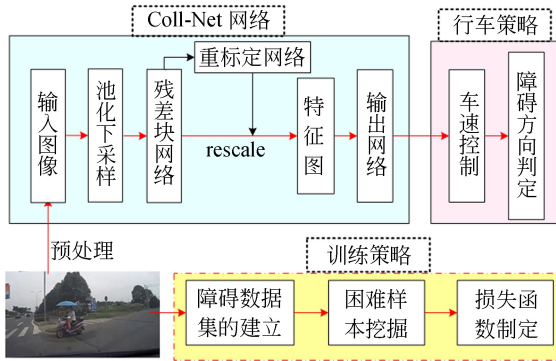 Coll-Net 网络
行车策略
输入图像
池化下采样
残差块网络
重标定网络
rescale
特征图
输出网络
车速控制
障碍方向判定
预处理
训练策略
障碍数据
集的建立
困难样
本挖掘
损失函
数制定